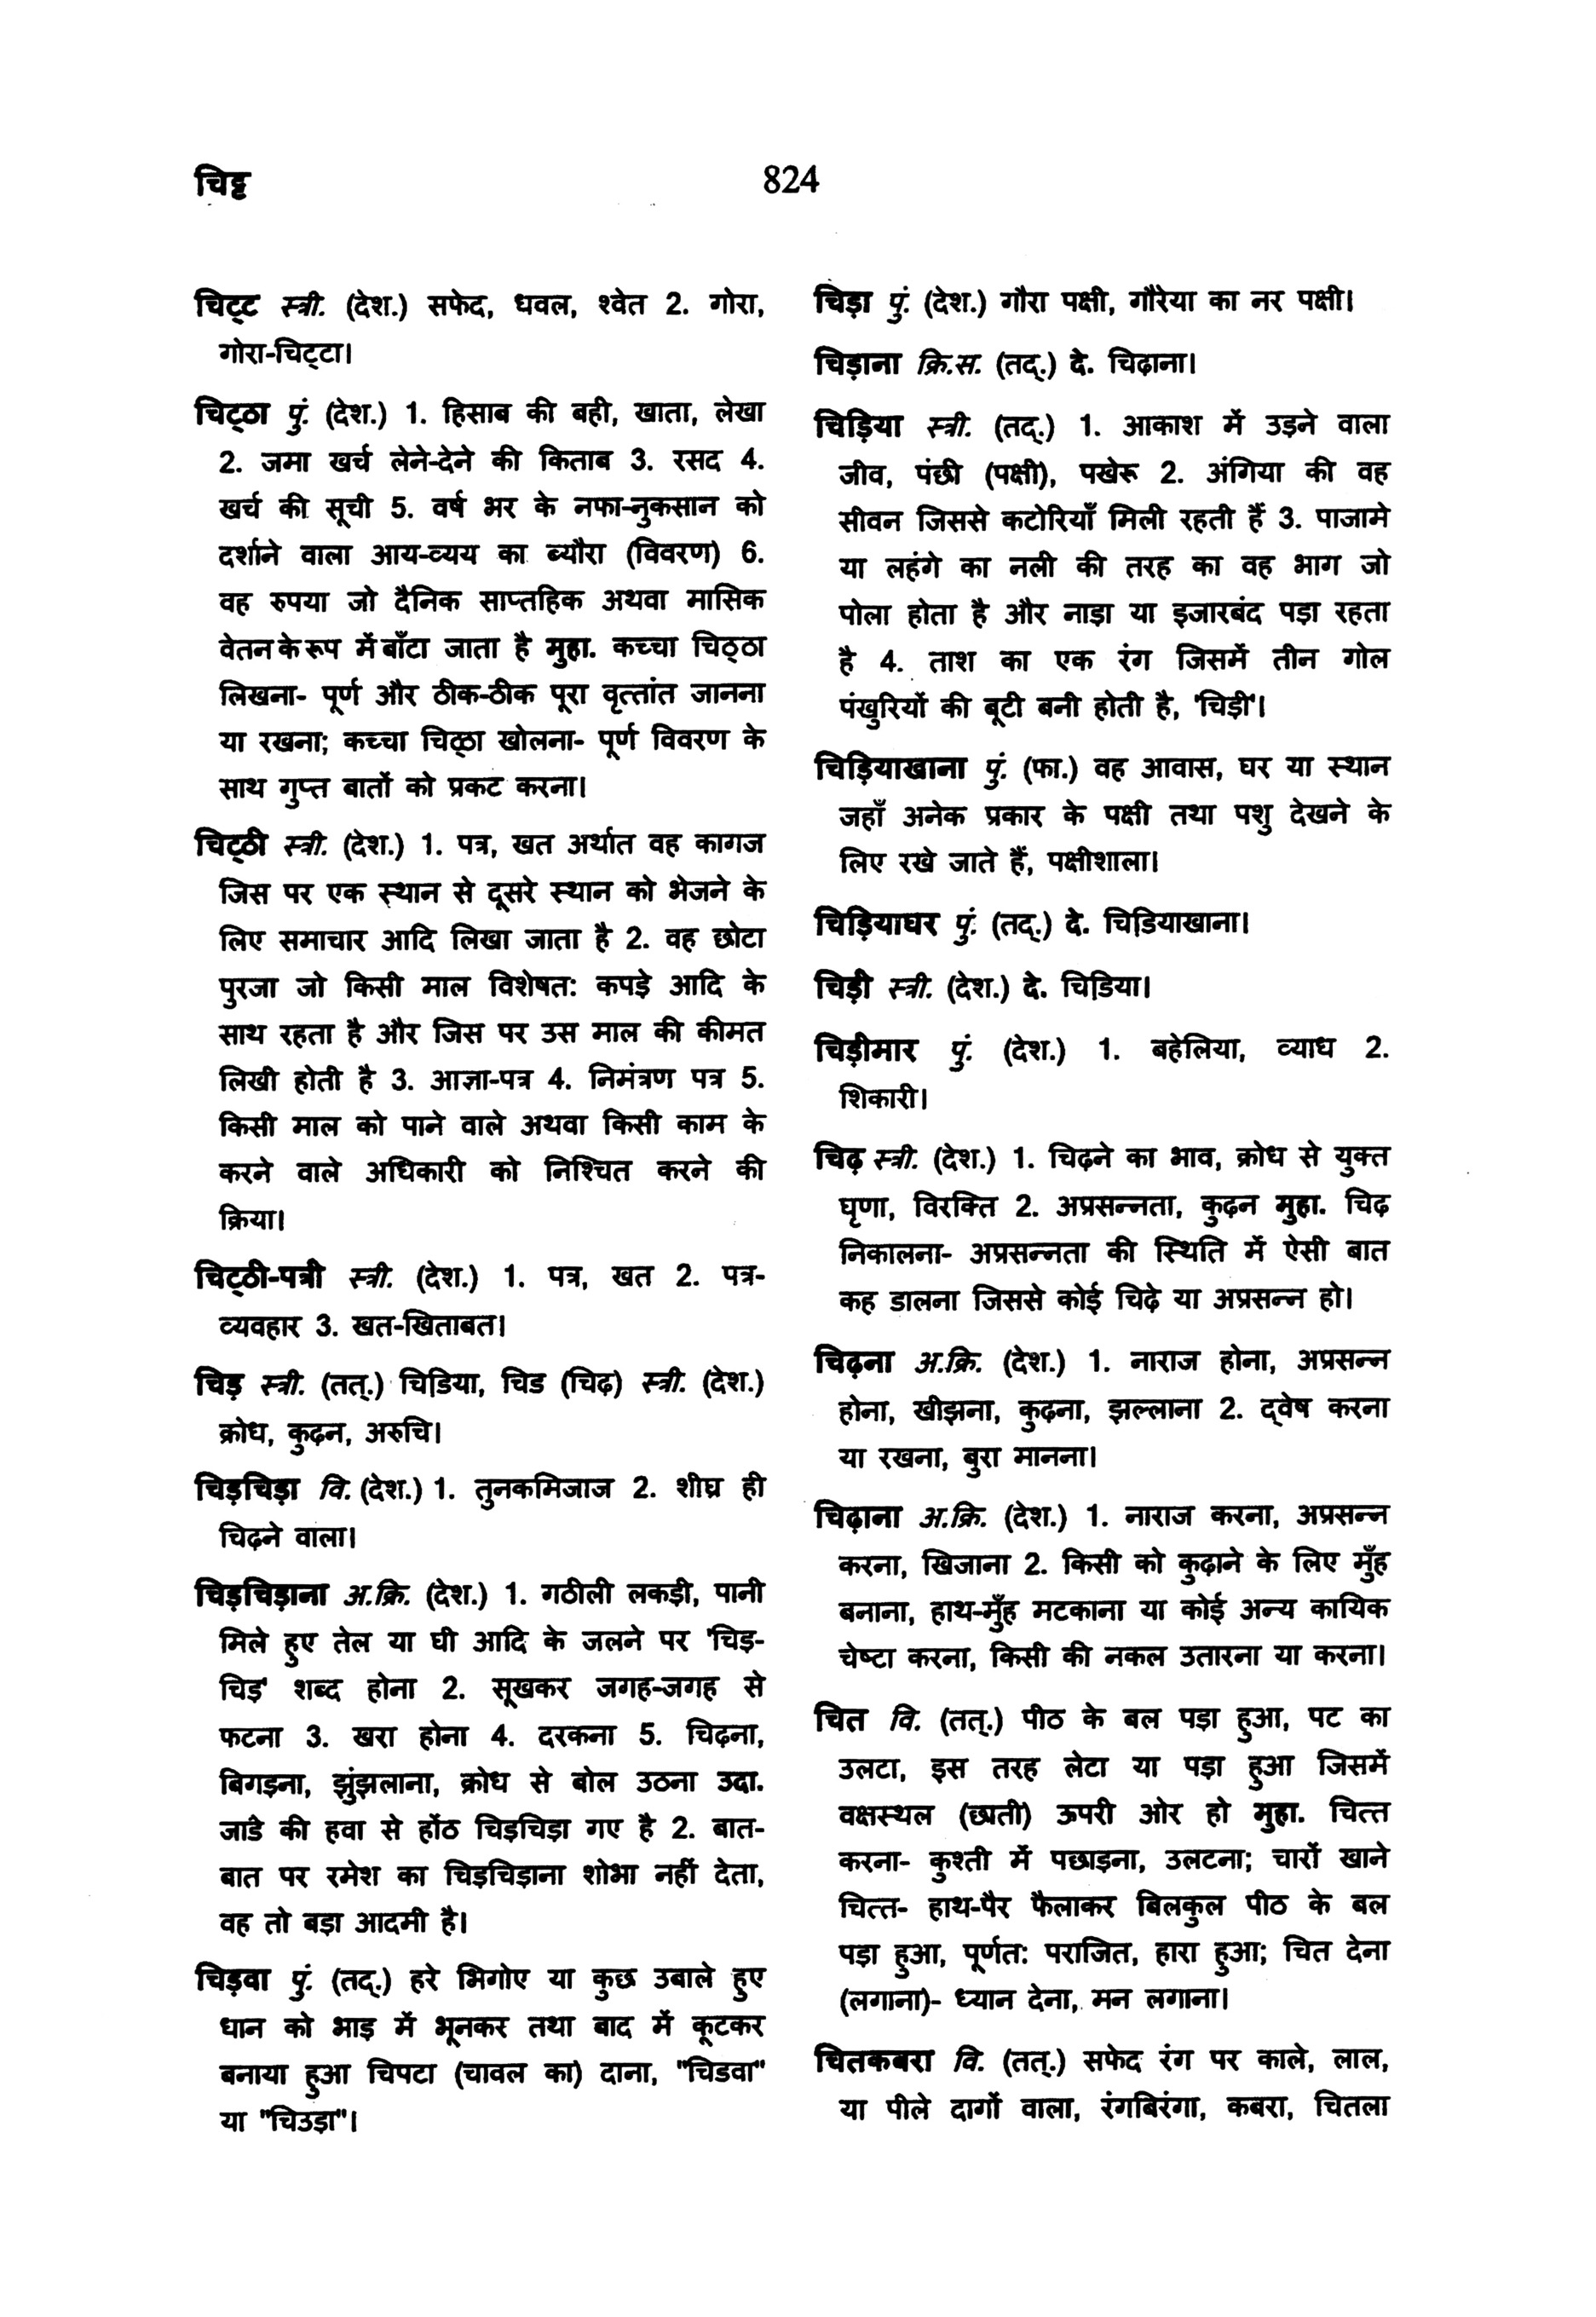 चिट्ट
824
चिट्ट स्त्री. (देश.) सफेद, धवल, श्वेत 2. गोरा,
गोरा-चिट्टा।
चिट्ठा पुं. (देश.) 1. हिसाब की बही, खाता, लेखा
2. जमा खर्च लेने-देने की किताब 3. रसद 4.
खर्च की सूची 5. वर्ष भर के नफा-नुकसान को
दर्शाने वाला आय-व्यय का ब्यौरा (विवरण) 6.
वह रुपया जो दैनिक साप्तहिक अथवा मासिक
वेतन के रूप में बाँटा जाता है मुहा. कच्चा चिठ्ठा
लिखना- पूर्ण और ठीक-ठीक पूरा वृत्तांत जानना
या रखना; कच्चा चिठ्ठा खोलना- पूर्ण विवरण के
साथ गुप्त बातों को प्रकट करना।
चिट्ठी स्त्री. (देश.) 1. पत्र, खत अर्थात वह कागज
जिस पर एक स्थान से दूसरे स्थान को भेजने के
लिए समाचार आदि लिखा जाता है 2. वह छोटा
पुरजा जो किसी माल विशेषत: कपड़े आदि के
साथ रहता है और जिस पर उस माल की कीमत
लिखी होती है 3. आज्ञा-पत्र 4. निमंत्रण पत्र 5.
किसी माल को पाने वाले अथवा किसी काम के
करने वाले अधिकारी को निश्चित करने की
क्रिया।
चिट्ठी-पत्री स्त्री. (देश.) 1. पत्र, खत 2. पत्र-
व्यवहार 3. खत-खिताबत।
चिड़ स्त्री. (तत्.) चिडि़या, चिड (चिढ़) स्त्री. (देश.)
क्रोध, कुढ़न, अरुचि।
चिड़चिड़ा वि. (देश.) 1. तुनकमिजाज 2. शीघ्र ही
चिढ़ने वाला।
चिड़चिड़ाना अ.क्रि. (देश.) 1. गठीली लकड़ी, पानी
मिले हुए तेल या घी आदि के जलने पर 'चिड़-
चिड़' शब्द होना 2. सूखकर जगह-जगह से
फटना 3. खरा होना 4. दरकना 5. चिढ़ना,
बिगड़ना, झुंझलाना, क्रोध से बोल उठना उदा.
जाडे की हवा से होंठ चिड़चिड़ा गए है 2. बात-
बात पर रमेश का चिड़चिड़ाना शोभा नहीं देता,
वह तो बड़ा आदमी है।
चिड़वा पुं. (तद्.) हरे भिगोए या कुछ उबाले हुए
धान को भाड़ में भूनकर तथा बाद में कूटकर
बनाया हुआ चिपटा (चावल का) दाना, "चिडवा"
या "चिउड़ा"।
चिड़ा पुं. (देश.) गौरा पक्षी, गौरेया का नर पक्षी।
चिड़ाना क्रि.स. (तद्.) दे. चिढ़ाना।
चिड़िया स्त्री. (तद्.) 1. आकाश में उड़ने वाला
जीव, पंछी (पक्षी), पखेरू 2. अंगिया की वह
सीवन जिससे कटोरियाँ मिली रहती हैं 3. पाजामे
या लहंगे का नली की तरह का वह भाग जो
पोला होता है और नाड़ा या इजारबंद पड़ा रहता
है 4. ताश का एक रंग जिसमें तीन गोल
पंखुरियों की बूटी बनी होती है, 'चिड़ी'।
चिड़ियाखाना पुं. (फा.) वह आवास, घर या स्थान
जहाँ अनेक प्रकार के पक्षी तथा पशु देखने के
लिए रखे जाते हैं, पक्षीशाला।
चिड़ियाघर पुं. (तद्.) दे. चिडि़याखाना।
चिड़ी स्त्री. (देश.) दे. चिडि़या।
चिड़ीमार पुं. (देश.) 1. बहेलिया, व्याध 2.
शिकारी।
चिढ़ स्त्री. (देश.) 1. चिढ़ने का भाव, क्रोध से युक्त
घृणा, विरक्ति 2. अप्रसन्नता, कुढ़न मुहा. चिढ़
निकालना- अप्रसन्नता की स्थिति में ऐसी बात
कह डालना जिससे कोई चिढ़े या अप्रसन्न हो।
चिढ़ना अ.क्रि. (देश.) 1. नाराज होना, अप्रसन्न
होना, खीझना, कुढ़ना, झल्लाना 2. द्वेष करना
या रखना, बुरा मानना।
चिढ़ाना अ.क्रि. (देश.) 1. नाराज करना, अप्रसन्न
करना, खिजाना 2. किसी को कुढ़ाने के लिए मुँह
बनाना, हाथ-मुँह मटकाना या कोई अन्य कायिक
चेष्टा करना, किसी की नकल उतारना या करना।
चित वि. (तत्.) पीठ के बल पड़ा हुआ, पट का
उलटा, इस तरह लेटा या पड़ा हुआ जिसमें
वक्षस्थल (छाती) ऊपरी ओर हो मुहा. चित्त
करना- कुश्ती में पछाड़ना, उलटना; चारों खाने
चित्त- हाथ-पैर फैलाकर बिलकुल पीठ के बल
पड़ा हुआ, पूर्णत: पराजित, हारा हुआ; चित देना
(लगाना)- ध्यान देना, मन लगाना।
चितकबरा वि. (तत्.) सफेद रंग पर काले, लाल,
या पीले दागों वाला, रंगबिरंगा, कबरा, चितला